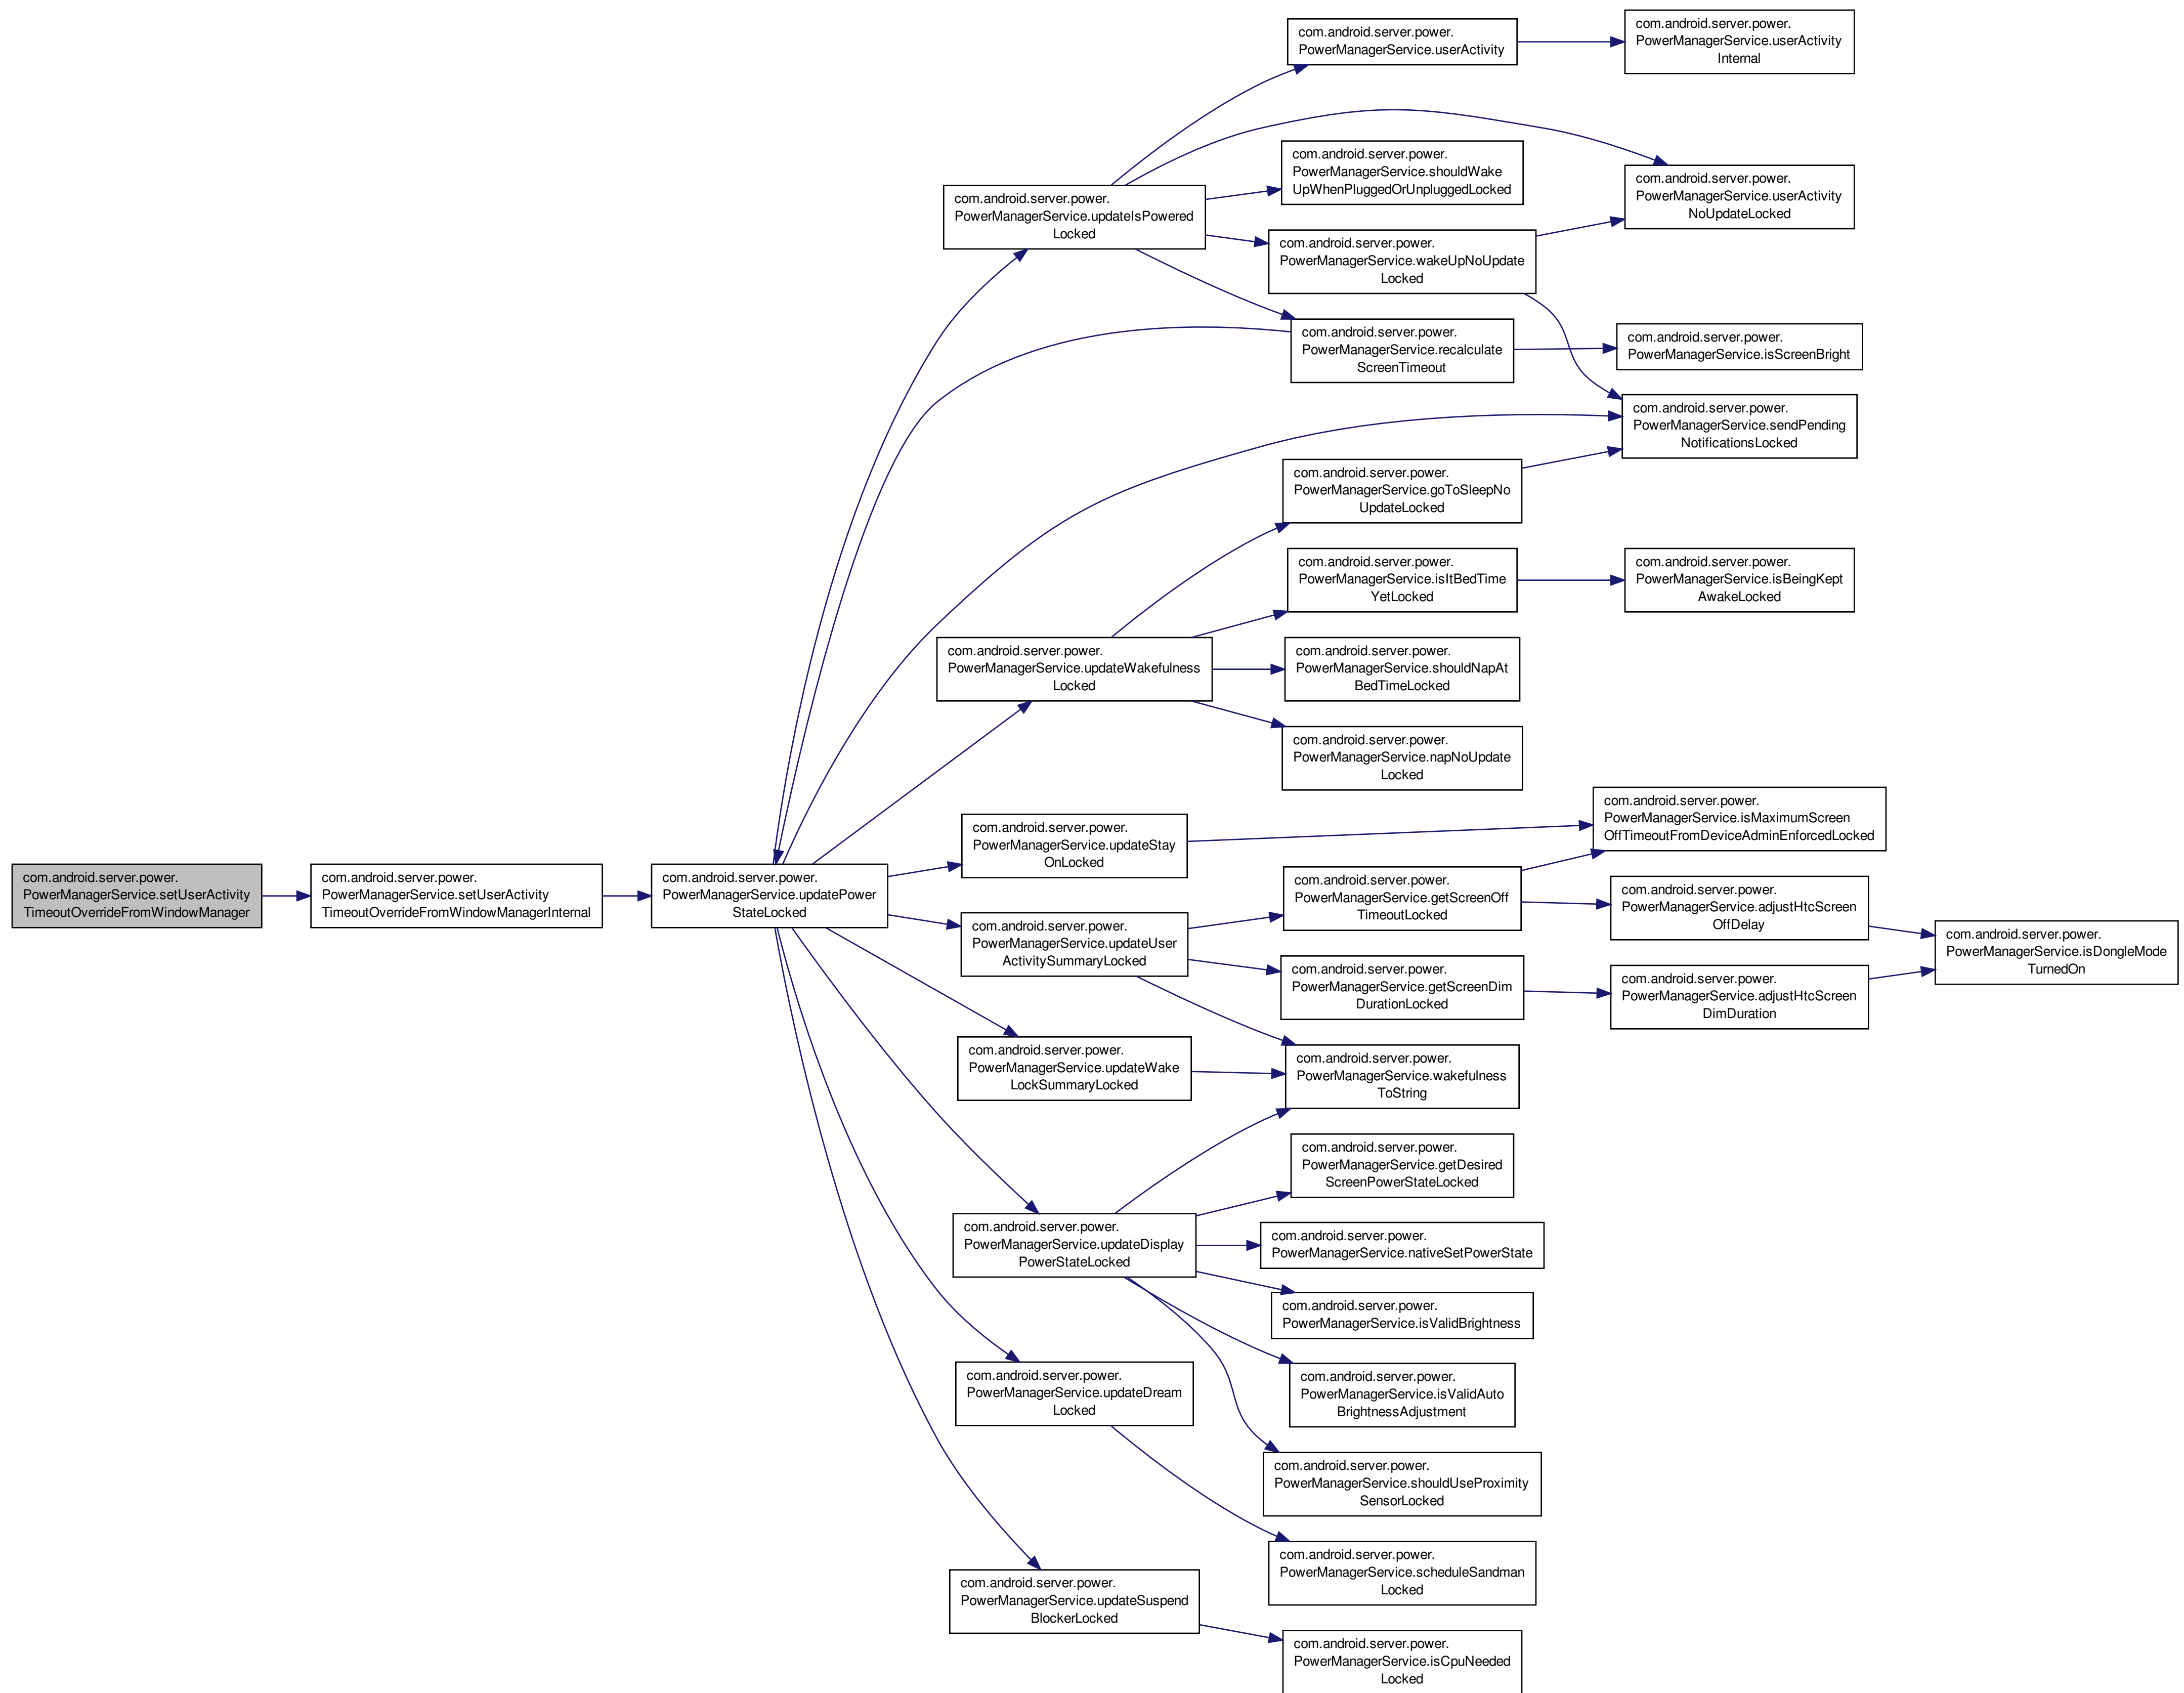 com.android.server.power.
PowerManagerService.setUserActivity
TimeoutOverrideFromWindowManager
com.android.server.power.
PowerManagerService.setUserActivity
TimeoutOverrideFromWindowManagerInternal
com.android.server.power.
PowerManagerService.updatePower
StateLocked
com.android.server.power.
PowerManagerService.updateIsPowered
Locked
com.android.server.power.
PowerManagerService.updateWakefulness
Locked
com.android.server.power.
PowerManagerService.updateStay
OnLocked
com.android.server.power.
PowerManagerService.updateUser
ActivitySummaryLocked
com.android.server.power.
PowerManagerService.updateWake
LockSummaryLocked
com.android.server.power.
PowerManagerService.updateDisplay
PowerStateLocked
com.android.server.power.
PowerManagerService.updateDream
Locked
com.android.server.power.
PowerManagerService.updateSuspend
BlockerLocked
com.android.server.power.
PowerManagerService.userActivity
com.android.server.power.
PowerManagerService.shouldWake
UpWhenPluggedOrUnpluggedLocked
com.android.server.power.
PowerManagerService.wakeUpNoUpdate
Locked
com.android.server.power.
PowerManagerService.recalculate
ScreenTimeout
com.android.server.power.
PowerManagerService.goToSleepNo
UpdateLocked
com.android.server.power.
PowerManagerService.isItBedTime
YetLocked
com.android.server.power.
PowerManagerService.shouldNapAt
BedTimeLocked
com.android.server.power.
PowerManagerService.napNoUpdate
Locked
com.android.server.power.
PowerManagerService.getScreenOff
TimeoutLocked
com.android.server.power.
PowerManagerService.getScreenDim
DurationLocked
com.android.server.power.
PowerManagerService.wakefulness
ToString
com.android.server.power.
PowerManagerService.getDesired
ScreenPowerStateLocked
com.android.server.power.
PowerManagerService.nativeSetPowerState
com.android.server.power.
PowerManagerService.isValidBrightness
com.android.server.power.
PowerManagerService.isValidAuto
BrightnessAdjustment
com.android.server.power.
PowerManagerService.shouldUseProximity
SensorLocked
com.android.server.power.
PowerManagerService.scheduleSandman
Locked
com.android.server.power.
PowerManagerService.isCpuNeeded
Locked
com.android.server.power.
PowerManagerService.userActivity
Internal
com.android.server.power.
PowerManagerService.userActivity
NoUpdateLocked
com.android.server.power.
PowerManagerService.isScreenBright
com.android.server.power.
PowerManagerService.sendPending
NotificationsLocked
com.android.server.power.
PowerManagerService.isBeingKept
AwakeLocked
com.android.server.power.
PowerManagerService.isMaximumScreen
OffTimeoutFromDeviceAdminEnforcedLocked
com.android.server.power.
PowerManagerService.adjustHtcScreen
OffDelay
com.android.server.power.
PowerManagerService.adjustHtcScreen
DimDuration
com.android.server.power.
PowerManagerService.isDongleMode
TurnedOn